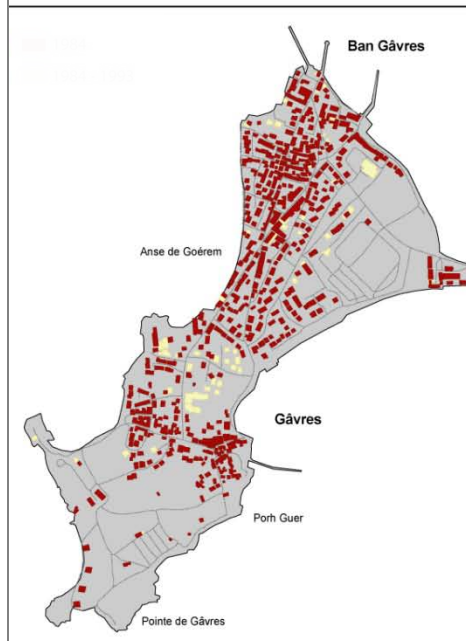 Ban Gâvres
Anse de Goérem
Gâvres
Porh Guer
Pointe de Gâvres